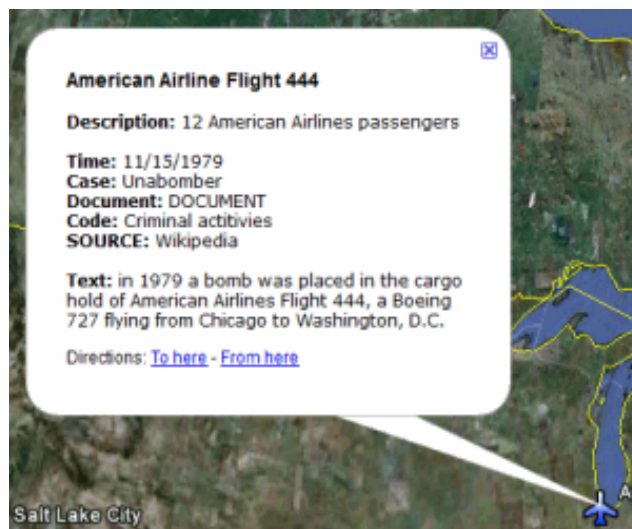 American Airline Flight 444
Description: 12 American Airlines passengers
Time: 11/15/1979
Case: Unabomber
Document: DOCUMENT
Code: Criminal actitivies
SOURCE: Wikipedia
Text: in 1979 a bomb was placed in the cargo
hold of American Airlines Flight 444, a Boeing
727 flying from Chicago to Washington, D.C.
Directions: To here - From here
A
Salt Lake City